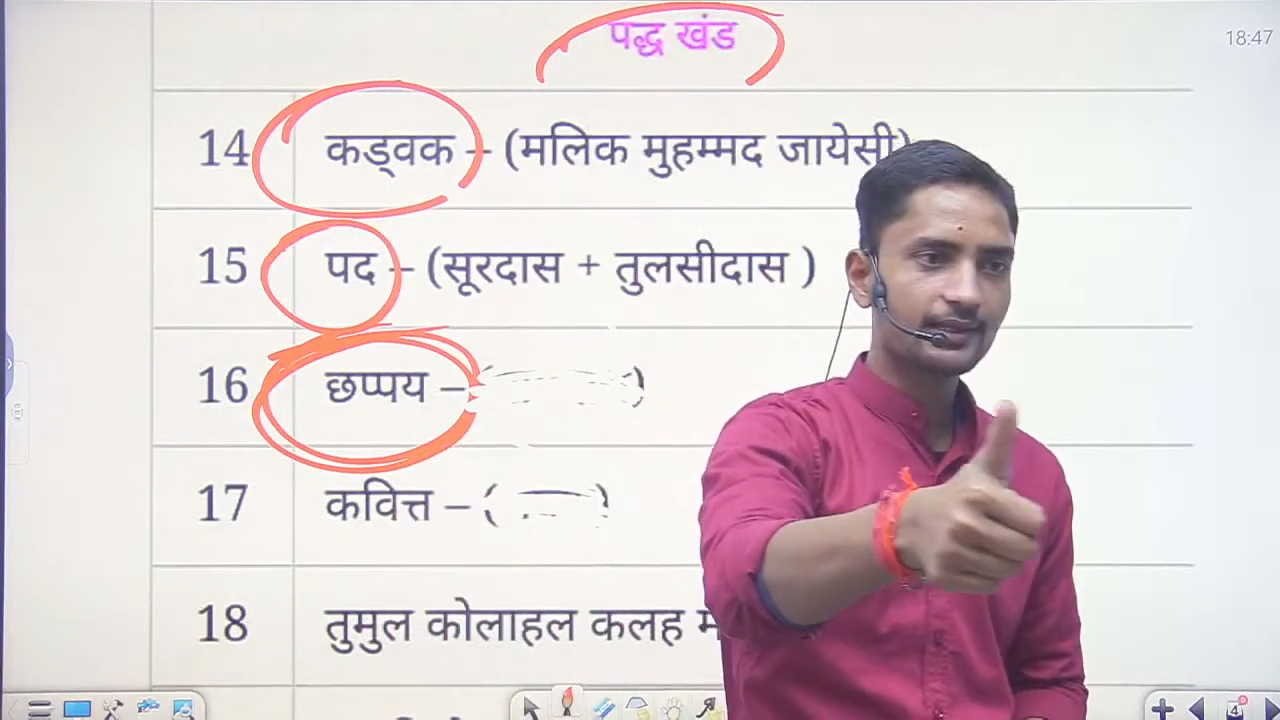 पद्ध खंड
18:47
14 कड्वक – (मलिक मुहम्मद जायेसी)
15 पद – (सूरदास + तुलसीदास )
16 छप्पय – ( )
17 कवित्त – ( )
18 तुमुल कोलाहल कलह
4